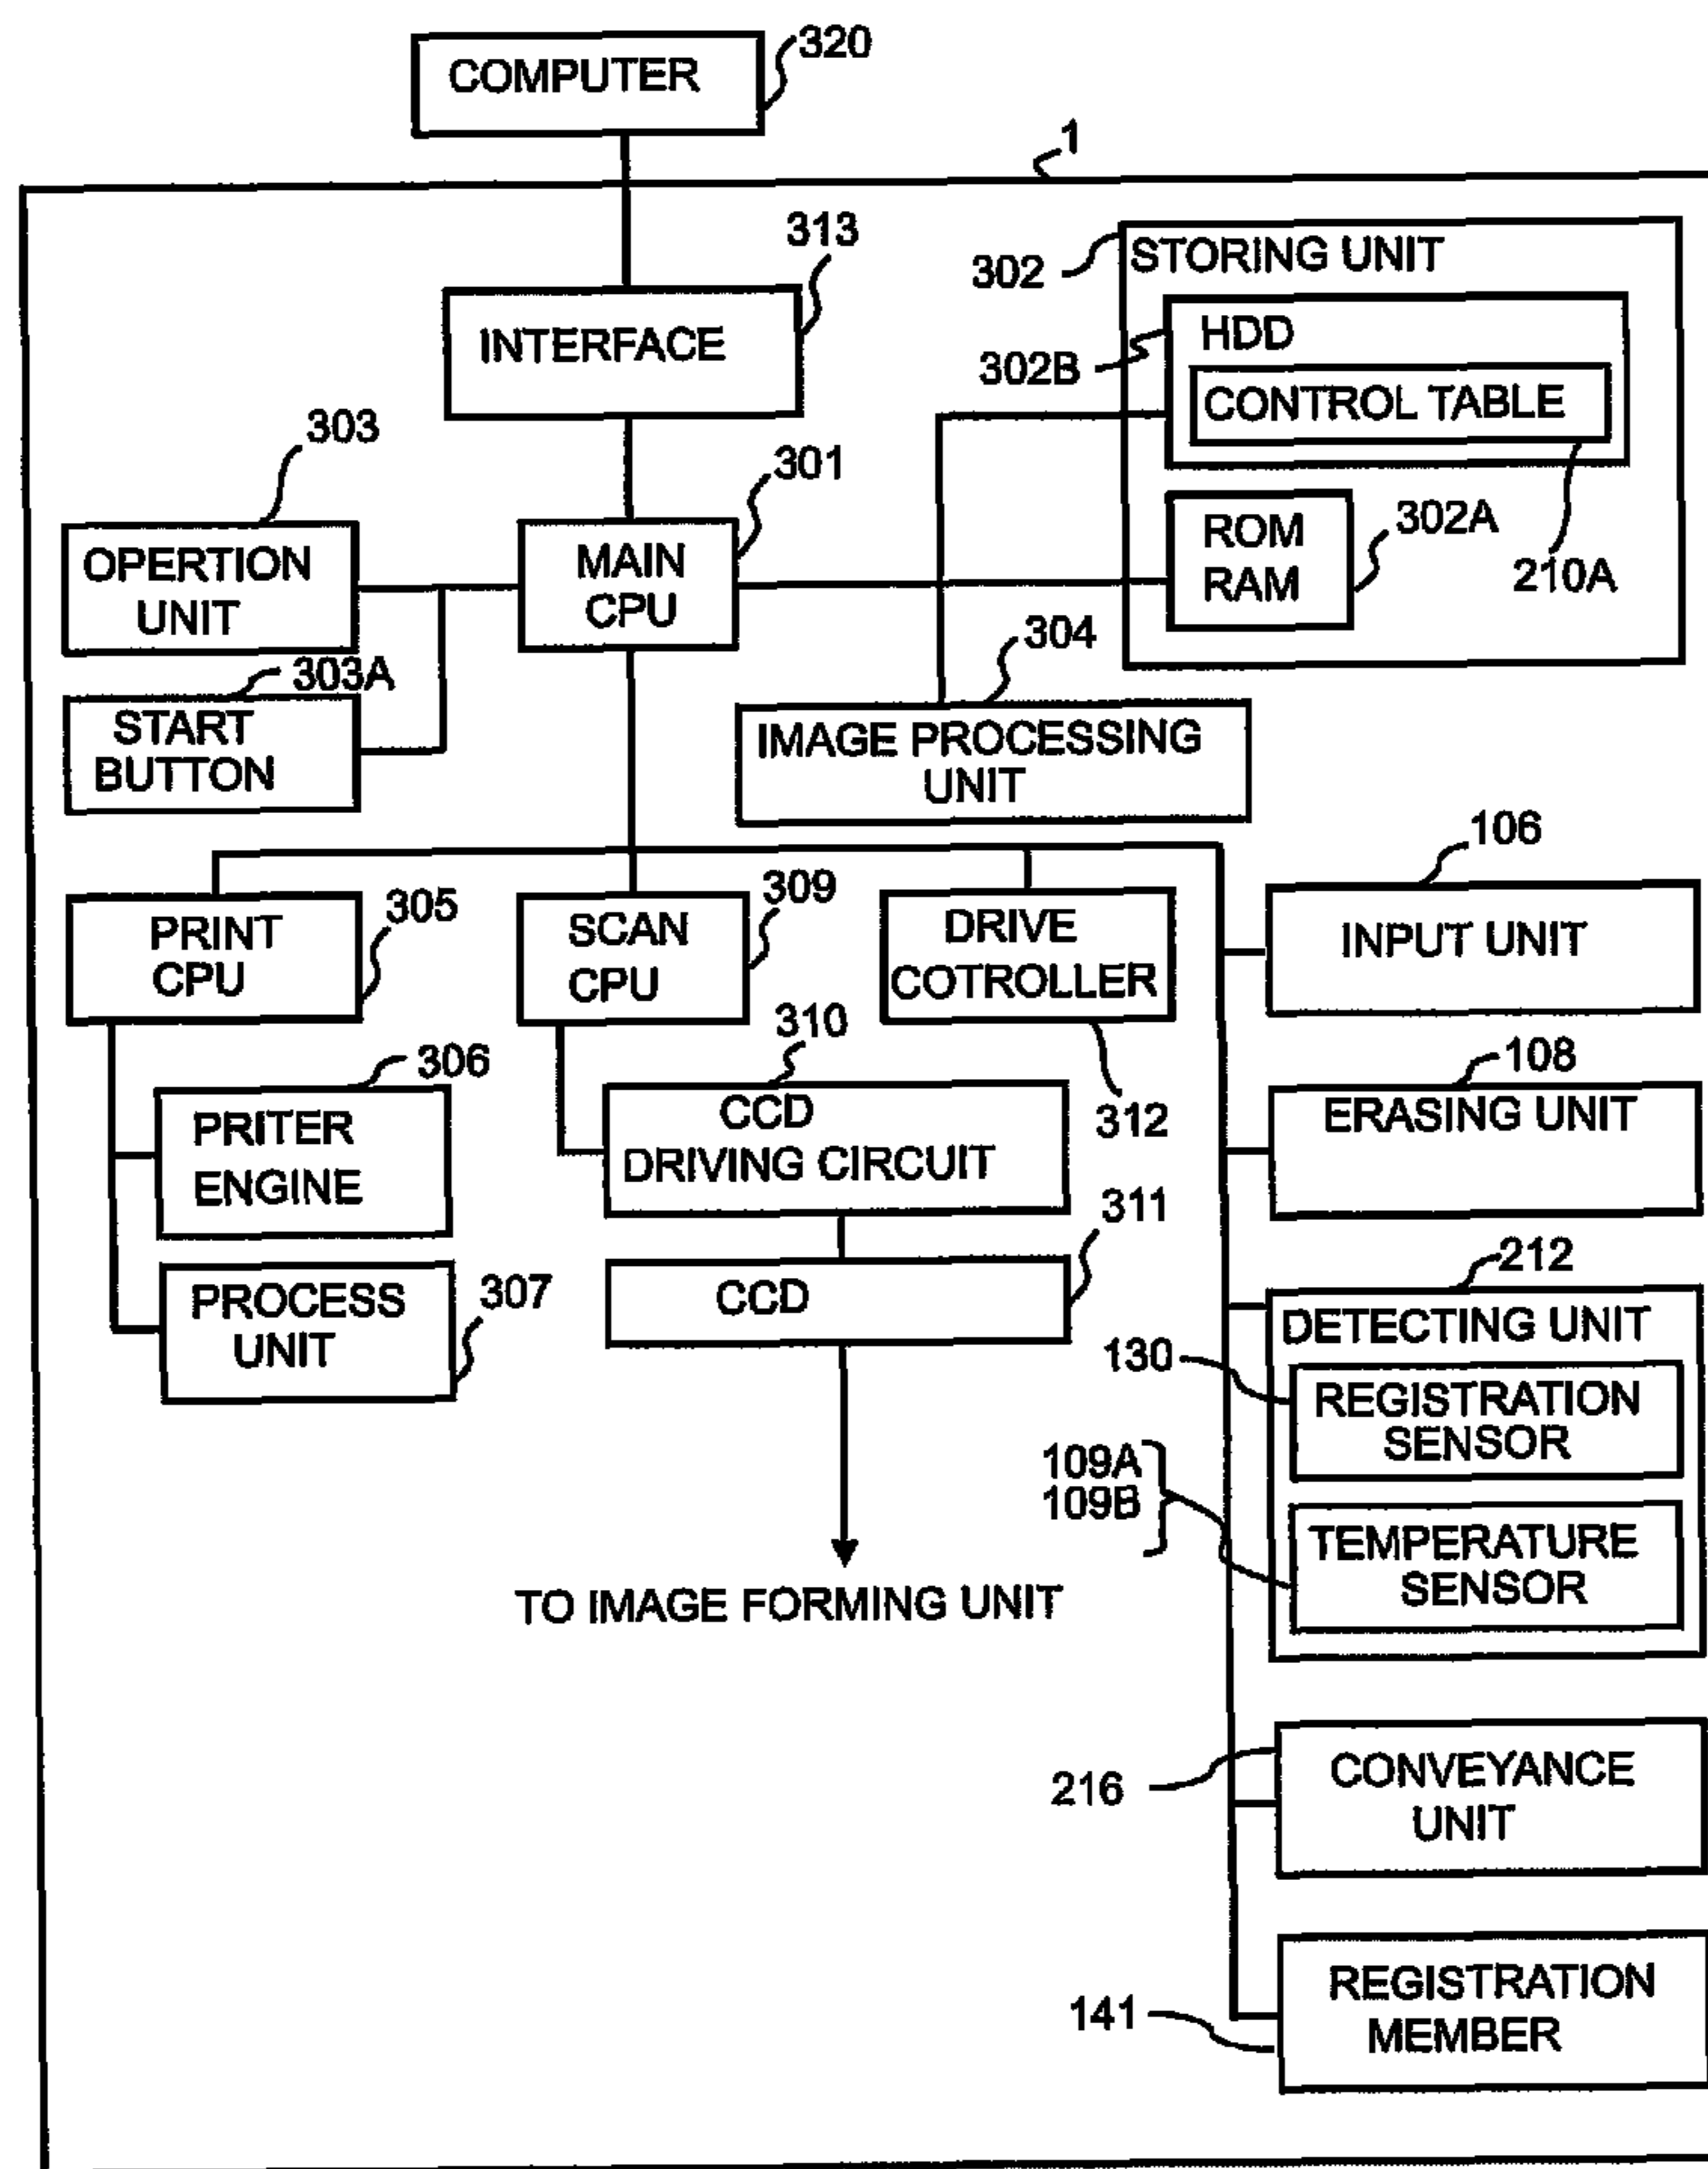 COMPUTER
320
1
INTERFACE
313
302
STORING UNIT
HDD
302B
CONTROL TABLE
210A
ROM
RAM
302A
303
OPERTION
UNIT
301
MAIN
CPU
303A
START
BUTTON
304
IMAGE PROCESSING
UNIT
PRINT
CPU
305
SCAN
CPU
309
DRIVE
COTROLLER
312
106
INPUT UNIT
306
PRITER
ENGINE
310
CCD
DRIVING CIRCUIT
108
ERASING UNIT
PROCESS
UNIT
307
311
CCD
212
DETECTING UNIT
130
REGISTRATION
SENSOR
109A
109B
TEMPERATURE
SENSOR
TO IMAGE FORMING UNIT
216
CONVEYANCE
UNIT
141
REGISTRATION
MEMBER